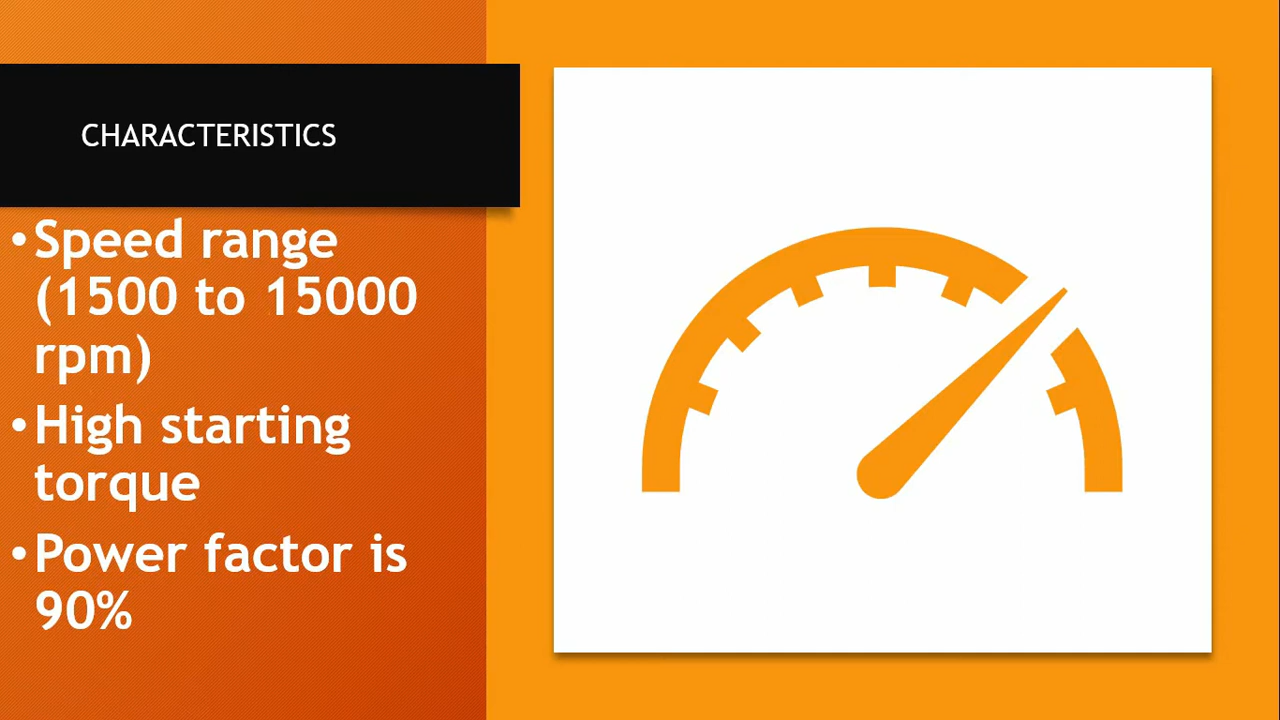 CHARACTERISTICS
•Speed range
(1500 to 15000
rpm)
•High starting
torque
•Power factor is
90%